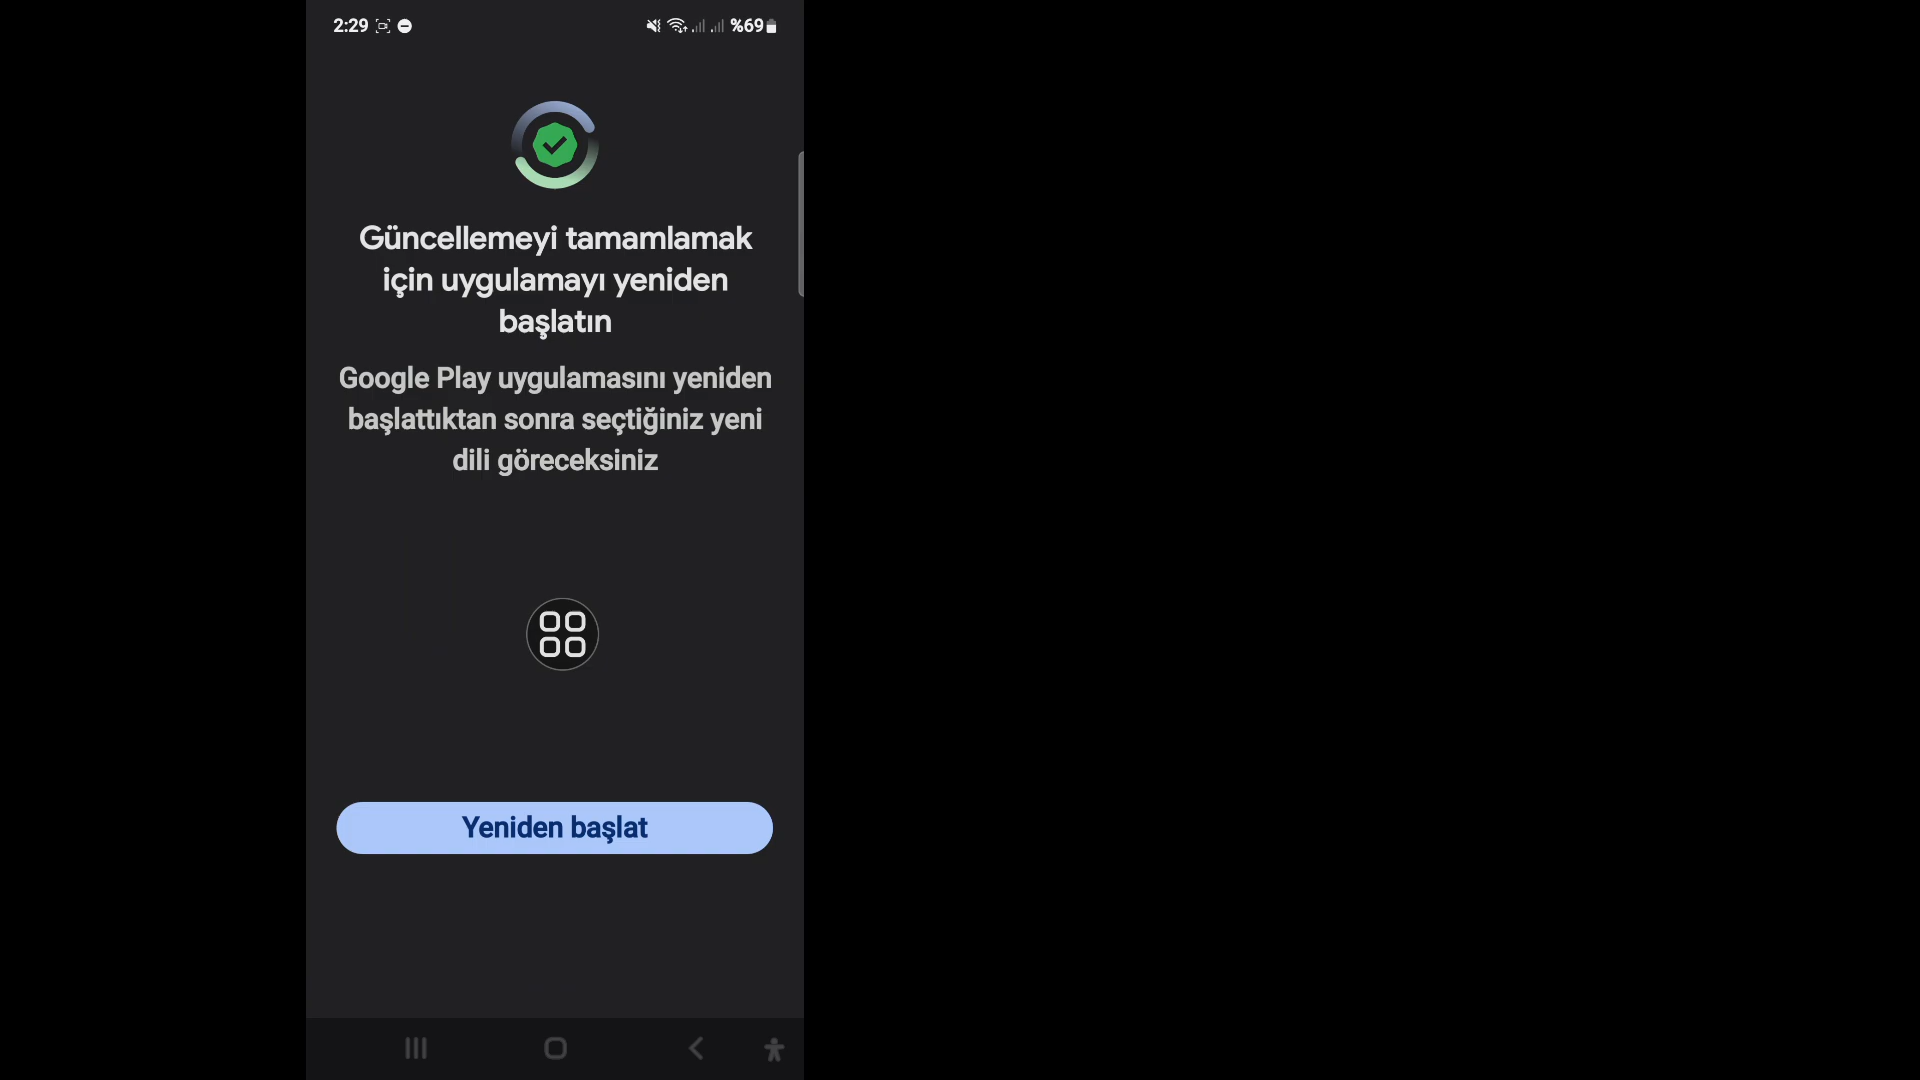 2:29 %69
Güncellemeyi tamamlamak
için uygulamayı yeniden
başlatın
Google Play uygulamasını yeniden
başlattıktan sonra seçtiğiniz yeni
dili göreceksiniz
Yeniden başlat